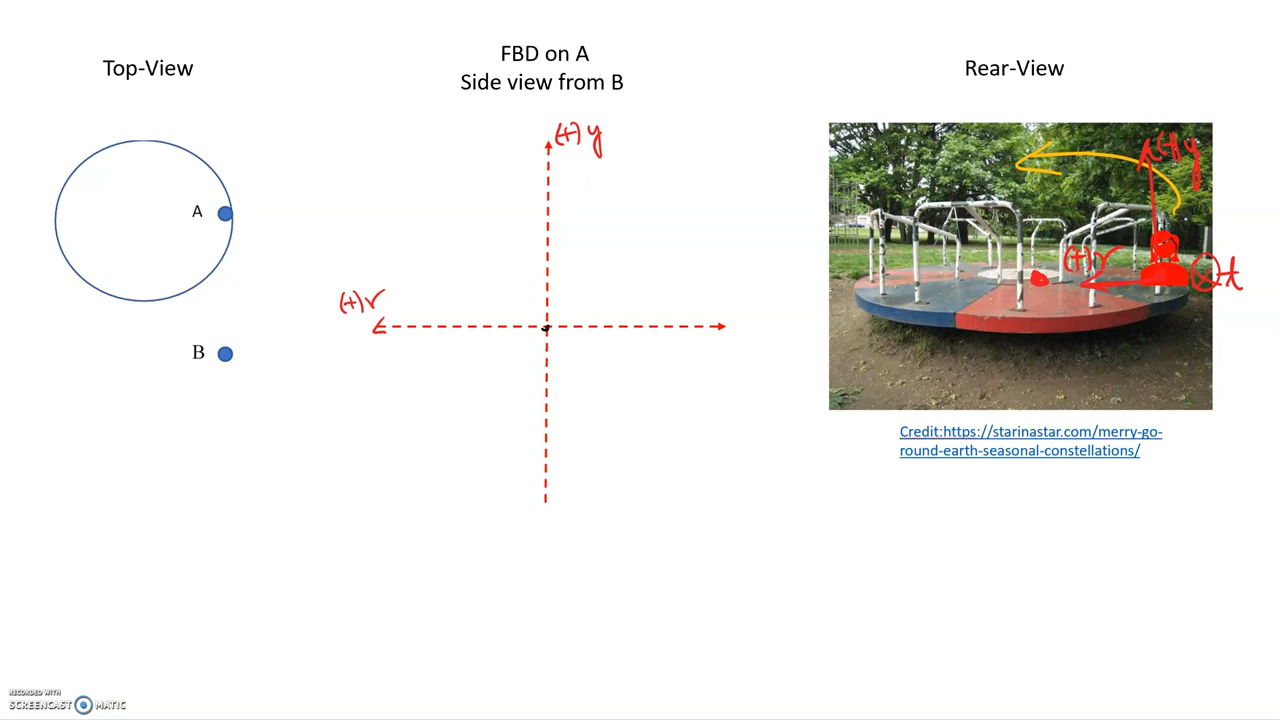 Top-View
FBD on A
Side view from B
Rear-View
A
B
(+) y
(+) r
(+) y
(+) r
t
Credit:https://starinastar.com/merry-go-
round-earth-seasonal-constellations/
RECORDED WITH
SCREENCAST MATIC